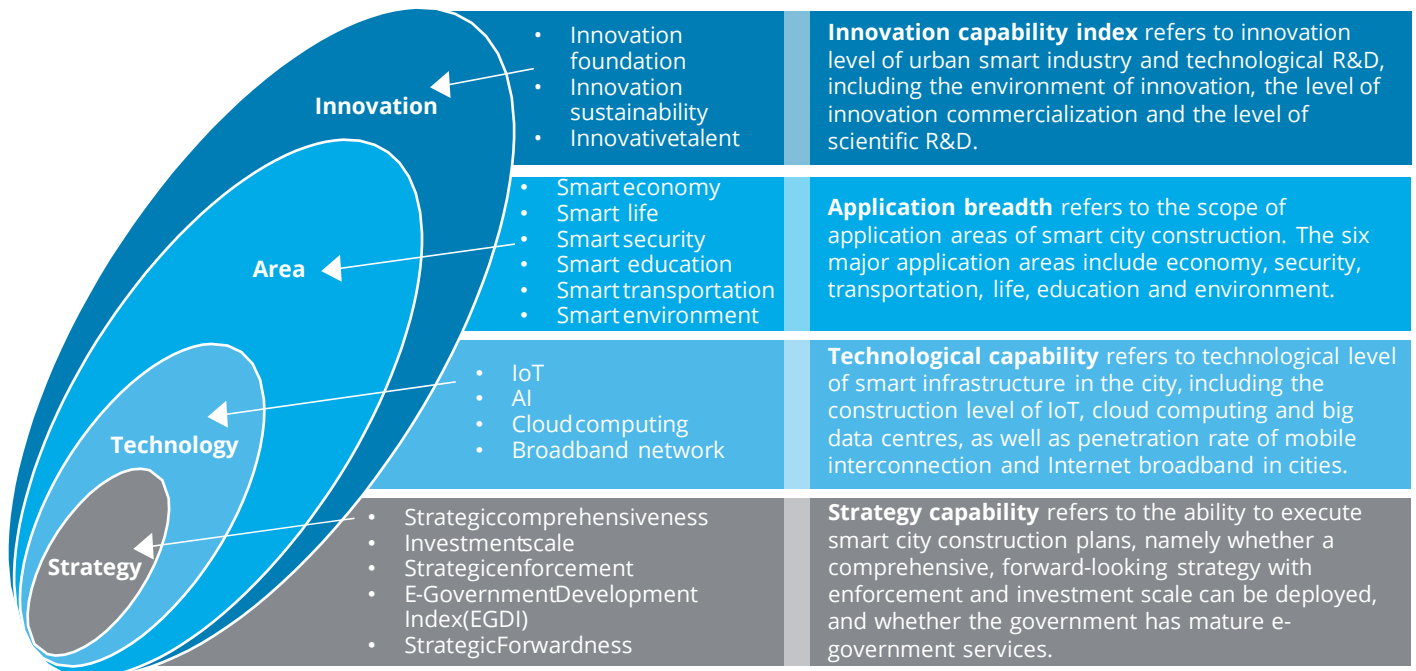 Innovation
• Innovation
foundation
• Innovation
sustainability
• Innovativetalent
Innovation capability index refers to innovation
level of urban smart industry and technological R&D,
including the environment of innovation, the level of
innovation commercialization and the level of
scientific R&D.
Area
• Smart economy
• Smart life
• Smart security
• Smart education
• Smart transportation
• Smart environment
Application breadth refers to the scope of
application areas of smart city construction. The six
major application areas include economy, security,
transportation, life, education and environment.
Technology
• IoT
• AI
• Cloud computing
• Broadband network
Technological capability refers to technological level
of smart infrastructure in the city, including the
construction level of IoT, cloud computing and big
data centres, as well as penetration rate of mobile
interconnection and Internet broadband in cities.
Strategy
• Strategiccomprehensiveness
• Investmentscale
• Strategicenforcement
• E-GovernmentDevelopment
Index(EGDI)
• StrategicForwardness
Strategy capability refers to the ability to execute
smart city construction plans, namely whether a
comprehensive, forward-looking strategy with
enforcement and investment scale can be deployed,
and whether the government has mature e-
government services.